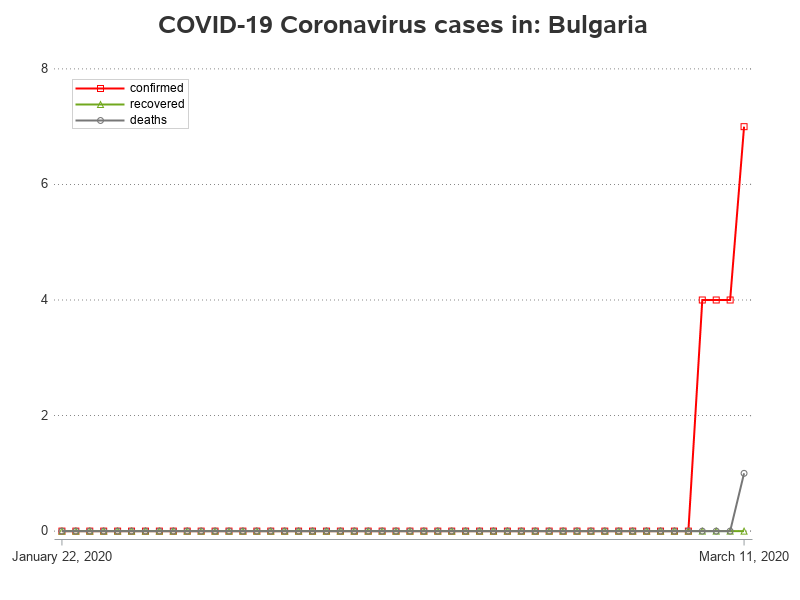 COVID-19 Coronavirus cases in: Bulgaria
8
confirmed
recovered
deaths
6
4
2
0
January 22, 2020
March 11, 2020